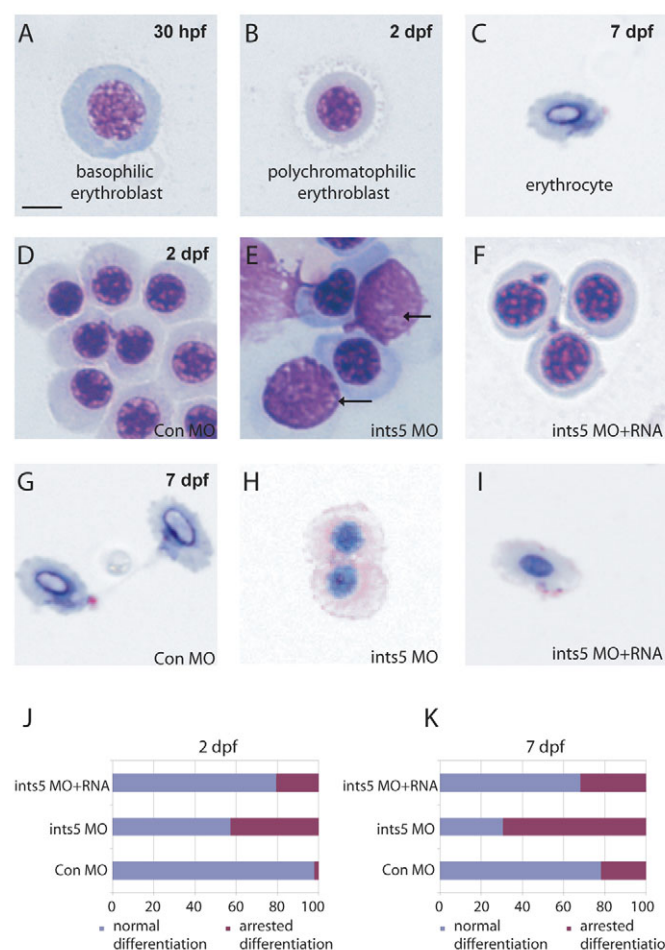 A 30 hpf
B 2 dpf
C 7 dpf
basophilic
erythroblast
polychromatophilic
erythroblast
erythrocyte
D 2 dpf
E
F
Con MO
ints5 MO
ints5 MO+RNA
G 7 dpf
H
I
Con MO
ints5 MO
ints5 MO+RNA
J
2 dpf
ints5 MO+RNA
ints5 MO
Con MO
0 20 40 60 80 100
normal
differentiation
arrested
differentiation
K
7 dpf
ints5 MO+RNA
ints5 MO
Con MO
0 20 40 60 80 100
normal
differentiation
arrested
differentiation